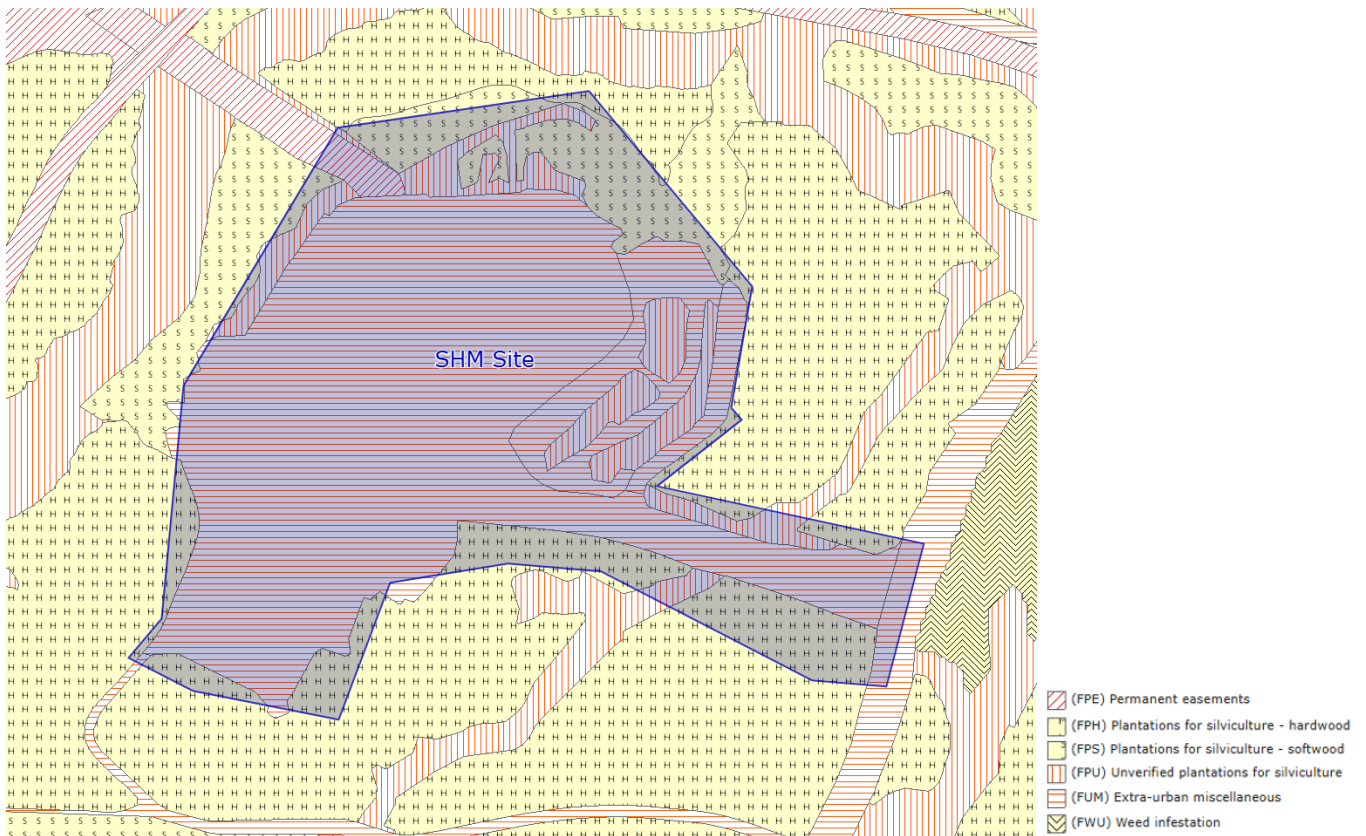 SHM Site
(FPE) Permanent easements
(FPH) Plantations for silviculture - hardwood
(FPS) Plantations for silviculture - softwood
(FPU) Unverified plantations for silviculture
(FUM) Extra-urban miscellaneous
(FWU) Weed infestation